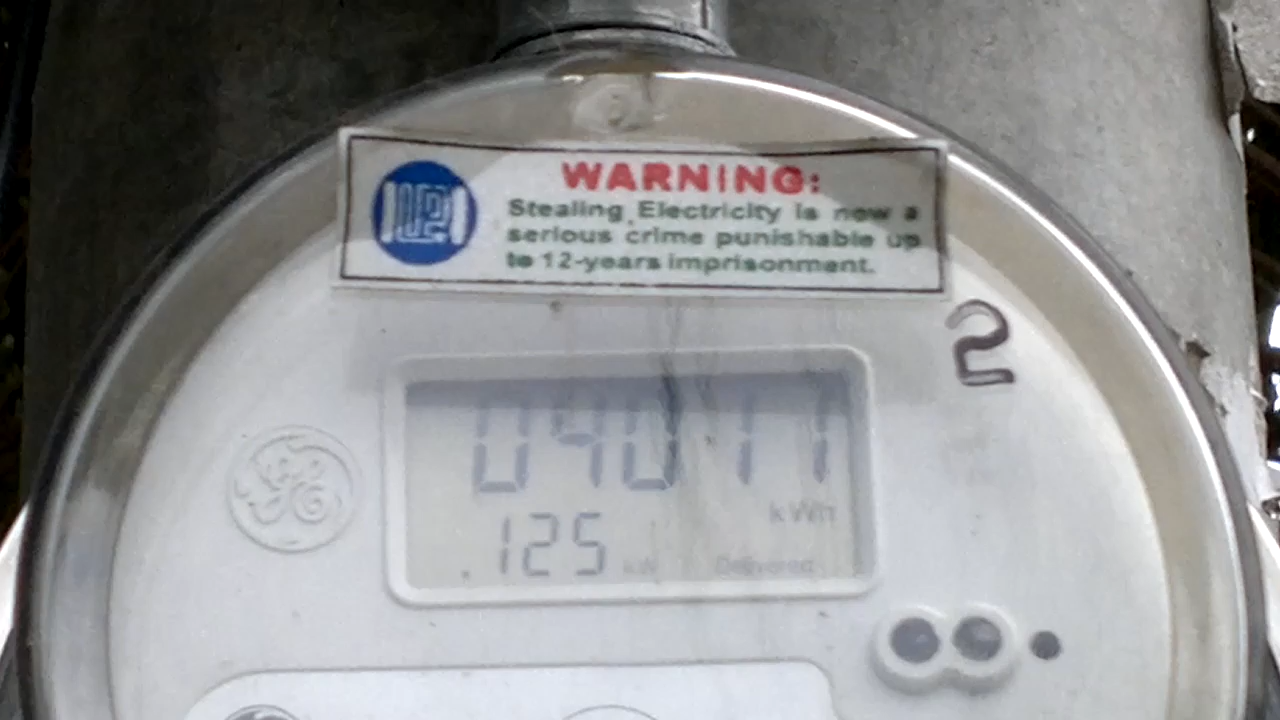 WARNING:
Stealing Electricity is now a
serious crime punishable up
to 12-years imprisonment.
2
04077
kWh
.125 kW Delivered